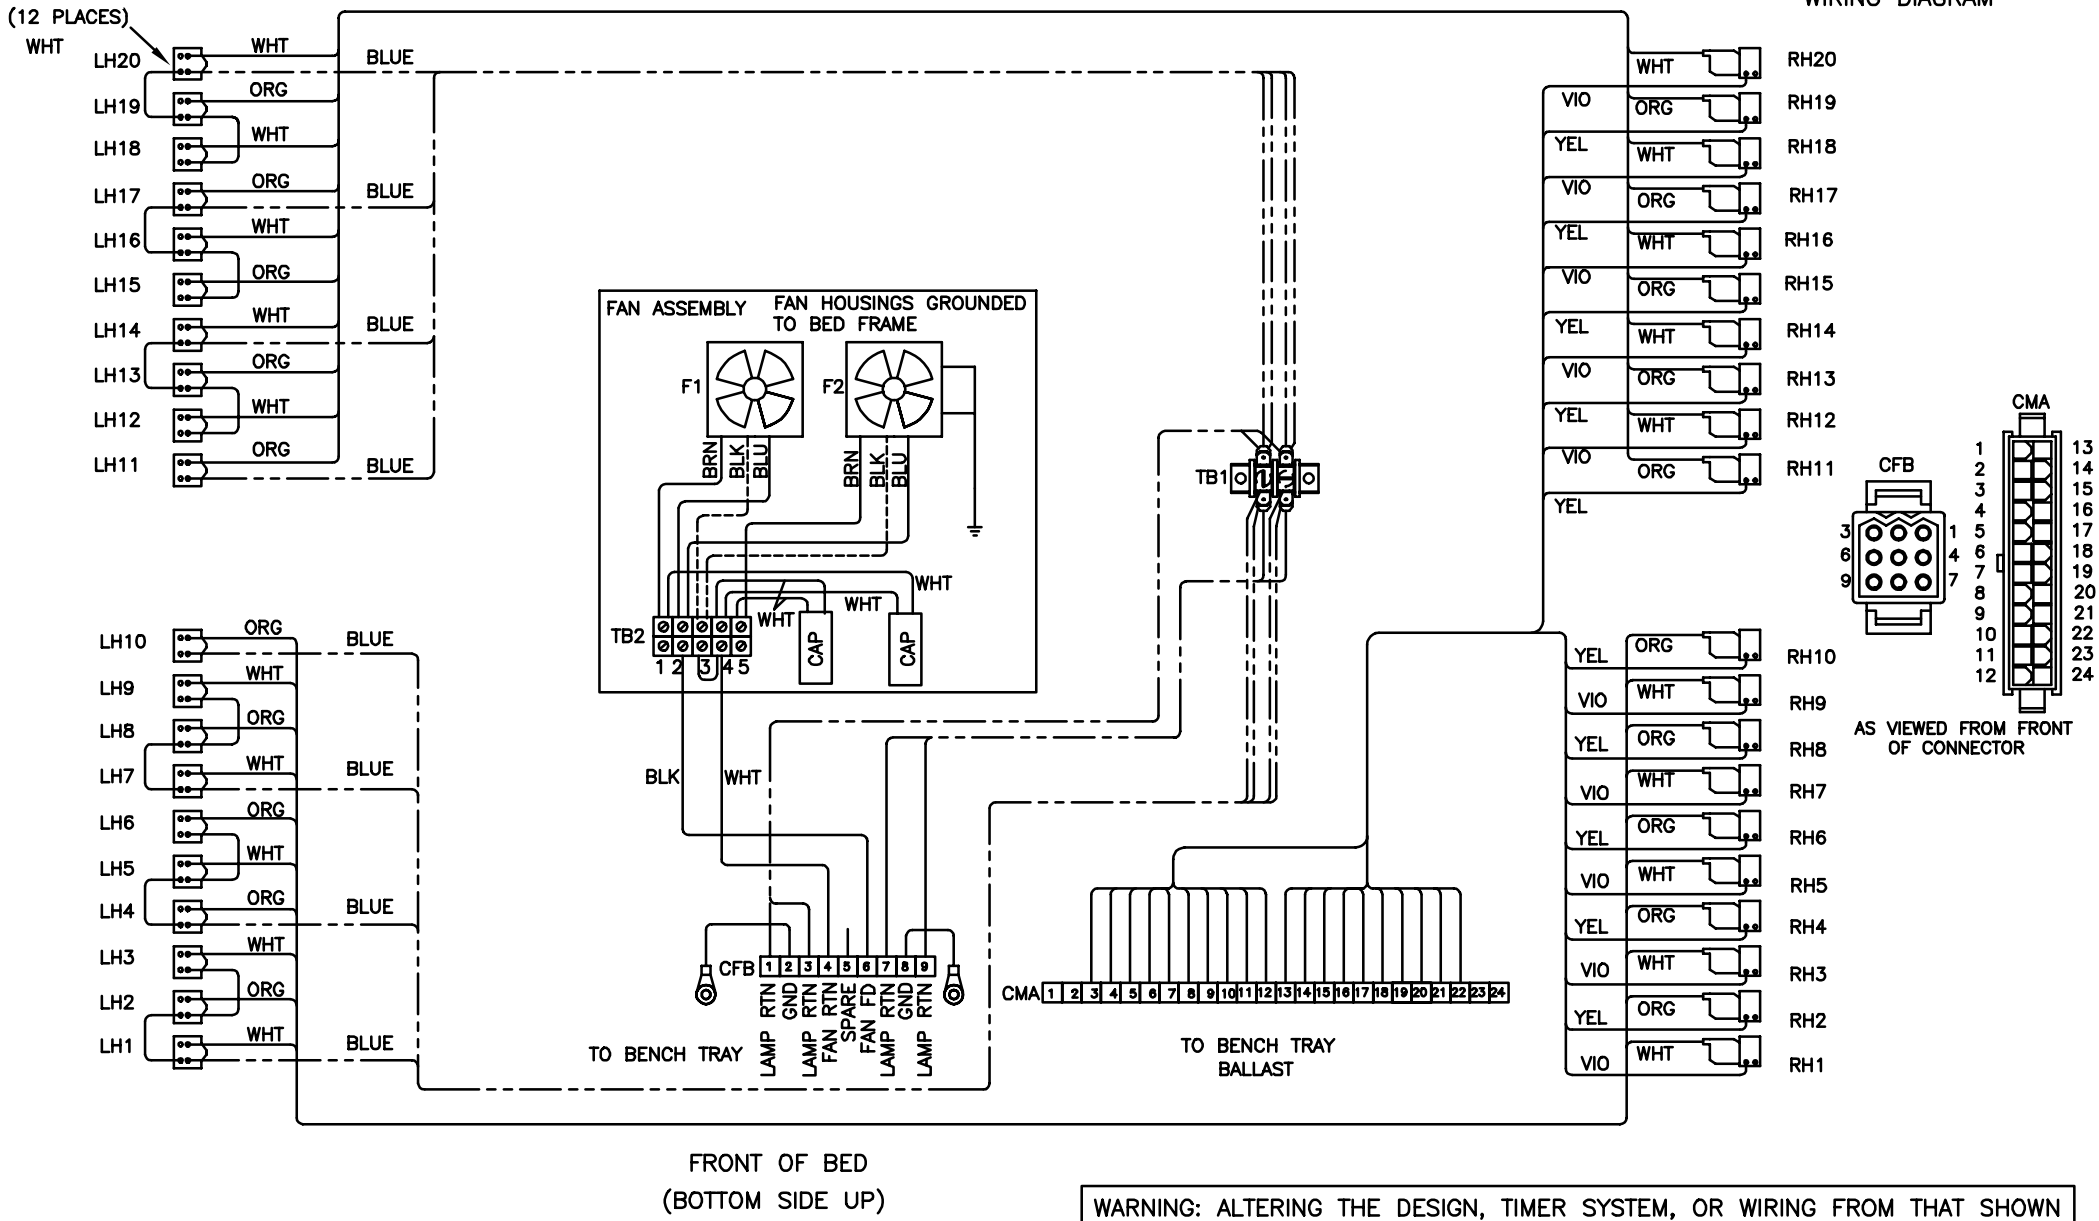 (12 PLACES)
WHT
WIRING DIAGRAM
LH20
LH19
LH18
LH17
LH16
LH15
LH14
LH13
LH12
LH11
WHT
ORG
WHT
ORG
WHT
ORG
WHT
ORG
WHT
ORG
BLUE
BLUE
BLUE
BLUE
LH10
LH9
LH8
LH7
LH6
LH5
LH4
LH3
LH2
LH1
ORG
WHT
ORG
WHT
ORG
WHT
ORG
WHT
ORG
WHT
BLUE
BLUE
BLUE
BLUE
FAN ASSEMBLY
FAN HOUSINGS GROUNDED
TO BED FRAME
F1
F2
BRN
BLK
BLU
BRN
BLK
BLU
WHT
WHT
WHT
CAP
CAP
TB2
1 2 3 4 5
TB1
BLK
WHT
CFB
1 2 3 4 5 6 7 8 9
LAMP RTN
GND
LAMP RTN
FAN RTN
SPARE
FAN FD
LAMP RTN
GND
LAMP RTN
TO BENCH TRAY
CMA
1 2 3 4 5 6 7 8 9 10 11 12 13 14 15 16 17 18 19 20 21 22 23 24
TO BENCH TRAY
BALLAST
VIO
YEL
VIO
YEL
VIO
YEL
VIO
YEL
VIO
YEL
WHT
ORG
WHT
ORG
WHT
ORG
WHT
ORG
WHT
ORG
RH20
RH19
RH18
RH17
RH16
RH15
RH14
RH13
RH12
RH11
YEL
VIO
YEL
VIO
YEL
VIO
YEL
VIO
YEL
VIO
ORG
WHT
ORG
WHT
ORG
WHT
ORG
WHT
ORG
WHT
RH10
RH9
RH8
RH7
RH6
RH5
RH4
RH3
RH2
RH1
CFB
3 1
6 4
9 7
CMA
1 13
2 14
3 15
4 16
5 17
6 18
7 19
8 20
9 21
10 22
11 23
12 24
AS VIEWED FROM FRONT
OF CONNECTOR
FRONT OF BED
(BOTTOM SIDE UP)
WARNING: ALTERING THE DESIGN, TIMER SYSTEM, OR WIRING FROM THAT SHOWN